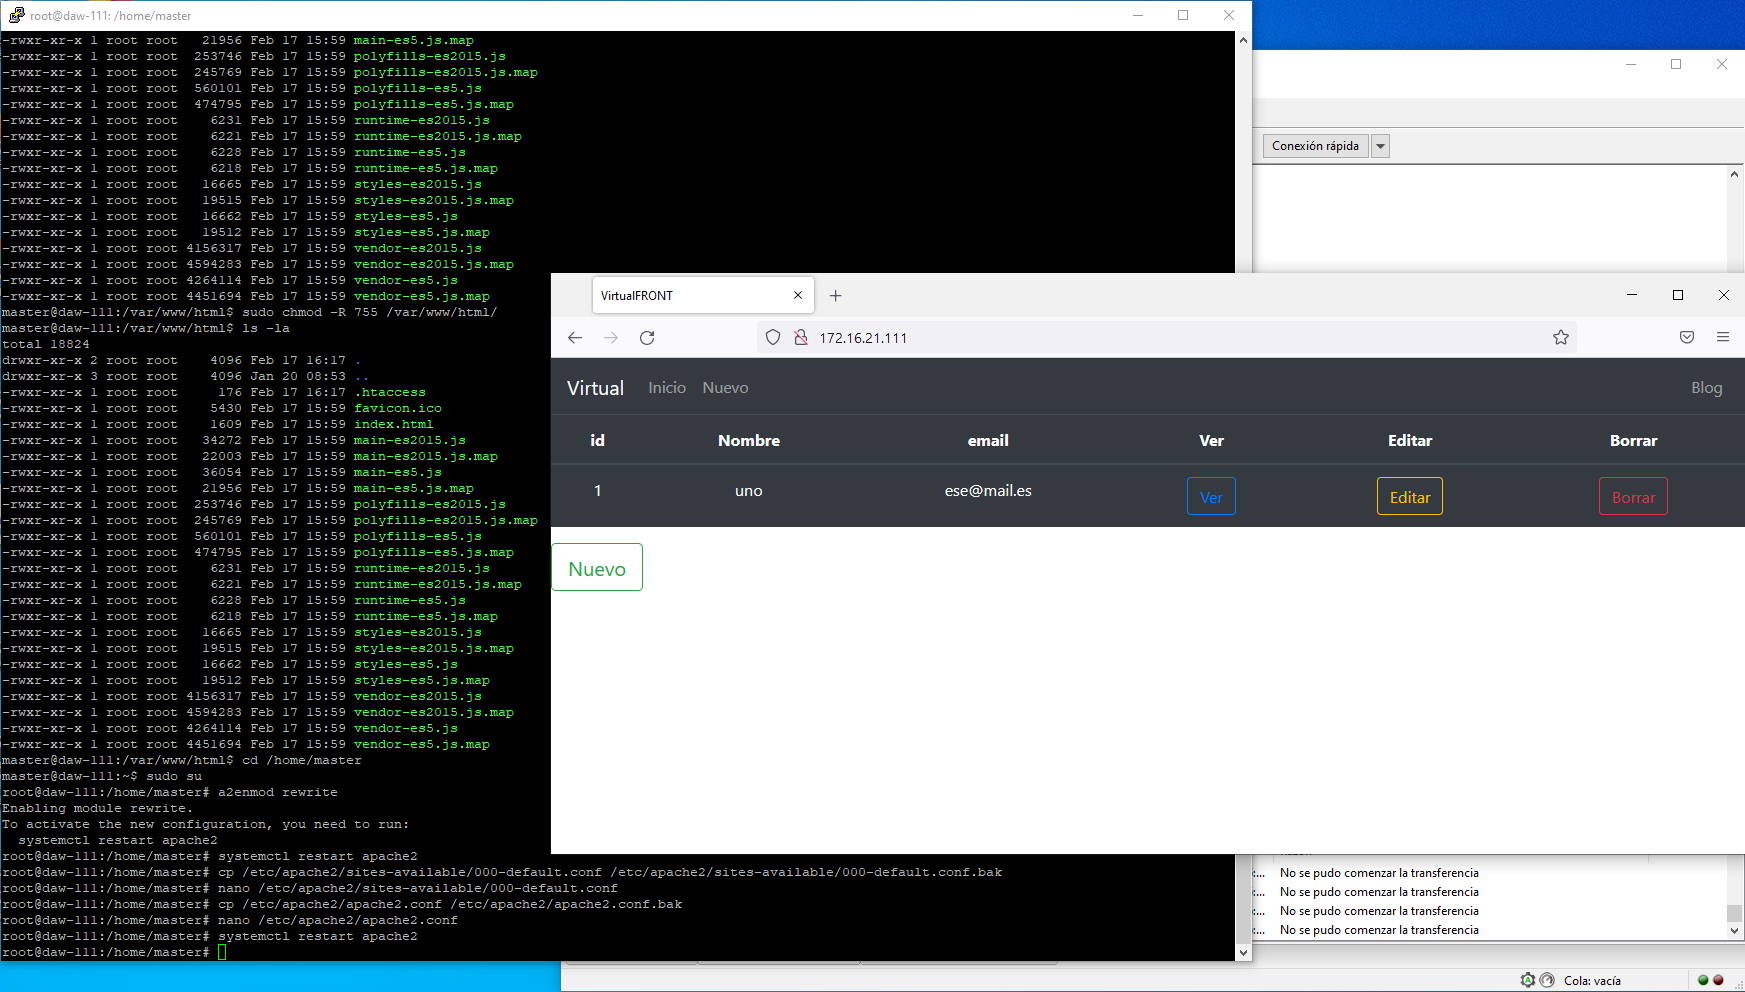 root@daw-111: /home/master
-rwxr-xr-x 1 root root   21956 Feb 17 15:59 main-es5.js.map
-rwxr-xr-x 1 root root  253746 Feb 17 15:59 polyfills-es2015.js
-rwxr-xr-x 1 root root  245769 Feb 17 15:59 polyfills-es2015.js.map
-rwxr-xr-x 1 root root  560101 Feb 17 15:59 polyfills-es5.js
-rwxr-xr-x 1 root root  474795 Feb 17 15:59 polyfills-es5.js.map
-rwxr-xr-x 1 root root    6231 Feb 17 15:59 runtime-es2015.js
-rwxr-xr-x 1 root root    6221 Feb 17 15:59 runtime-es2015.js.map
-rwxr-xr-x 1 root root    6228 Feb 17 15:59 runtime-es5.js
-rwxr-xr-x 1 root root    6218 Feb 17 15:59 runtime-es5.js.map
-rwxr-xr-x 1 root root   16665 Feb 17 15:59 styles-es2015.js
-rwxr-xr-x 1 root root   19515 Feb 17 15:59 styles-es2015.js.map
-rwxr-xr-x 1 root root   16662 Feb 17 15:59 styles-es5.js
-rwxr-xr-x 1 root root   19512 Feb 17 15:59 styles-es5.js.map
-rwxr-xr-x 1 root root 4156317 Feb 17 15:59 vendor-es2015.js
-rwxr-xr-x 1 root root 4594283 Feb 17 15:59 vendor-es2015.js.map
-rwxr-xr-x 1 root root 4264114 Feb 17 15:59 vendor-es5.js
-rwxr-xr-x 1 root root 4451694 Feb 17 15:59 vendor-es5.js.map
master@daw-111:/var/www/html$ sudo chmod -R 755 /var/www/html/
master@daw-111:/var/www/html$ ls -la
total 18824
drwxr-xr-x 2 root root    4096 Feb 17 16:17 .
drwxr-xr-x 3 root root    4096 Jan 20 08:53 ..
-rwxr-xr-x 1 root root     176 Feb 17 16:17 .htaccess
-rwxr-xr-x 1 root root    5430 Feb 17 15:59 favicon.ico
-rwxr-xr-x 1 root root    1609 Feb 17 15:59 index.html
-rwxr-xr-x 1 root root   34272 Feb 17 15:59 main-es2015.js
-rwxr-xr-x 1 root root   22003 Feb 17 15:59 main-es2015.js.map
-rwxr-xr-x 1 root root   36054 Feb 17 15:59 main-es5.js
-rwxr-xr-x 1 root root   21956 Feb 17 15:59 main-es5.js.map
-rwxr-xr-x 1 root root  253746 Feb 17 15:59 polyfills-es2015.js
-rwxr-xr-x 1 root root  245769 Feb 17 15:59 polyfills-es2015.js.map
-rwxr-xr-x 1 root root  560101 Feb 17 15:59 polyfills-es5.js
-rwxr-xr-x 1 root root  474795 Feb 17 15:59 polyfills-es5.js.map
-rwxr-xr-x 1 root root    6231 Feb 17 15:59 runtime-es2015.js
-rwxr-xr-x 1 root root    6221 Feb 17 15:59 runtime-es2015.js.map
-rwxr-xr-x 1 root root    6228 Feb 17 15:59 runtime-es5.js
-rwxr-xr-x 1 root root    6218 Feb 17 15:59 runtime-es5.js.map
-rwxr-xr-x 1 root root   16665 Feb 17 15:59 styles-es2015.js
-rwxr-xr-x 1 root root   19515 Feb 17 15:59 styles-es2015.js.map
-rwxr-xr-x 1 root root   16662 Feb 17 15:59 styles-es5.js
-rwxr-xr-x 1 root root   19512 Feb 17 15:59 styles-es5.js.map
-rwxr-xr-x 1 root root 4156317 Feb 17 15:59 vendor-es2015.js
-rwxr-xr-x 1 root root 4594283 Feb 17 15:59 vendor-es2015.js.map
-rwxr-xr-x 1 root root 4264114 Feb 17 15:59 vendor-es5.js
-rwxr-xr-x 1 root root 4451694 Feb 17 15:59 vendor-es5.js.map
master@daw-111:/var/www/html$ cd /home/master
master@daw-111:~$ sudo su
root@daw-111:/home/master# a2enmod rewrite
Enabling module rewrite.
To activate the new configuration, you need to run:
  systemctl restart apache2
root@daw-111:/home/master# systemctl restart apache2
root@daw-111:/home/master# cp /etc/apache2/sites-available/000-default.conf /etc/apache2/sites-available/000-default.conf.bak
root@daw-111:/home/master# nano /etc/apache2/sites-available/000-default.conf
root@daw-111:/home/master# cp /etc/apache2/apache2.conf /etc/apache2/apache2.conf.bak
root@daw-111:/home/master# nano /etc/apache2/apache2.conf
root@daw-111:/home/master# systemctl restart apache2
root@daw-111:/home/master#
Conexión rápida
VirtualFRONT
172.16.21.111
Virtual Inicio Nuevo Blog
id Nombre email Ver Editar Borrar
1 uno ese@mail.es Ver Editar Borrar
Nuevo
:... No se pudo comenzar la transferencia
:... No se pudo comenzar la transferencia
:... No se pudo comenzar la transferencia
:... No se pudo comenzar la transferencia
Cola: vacía